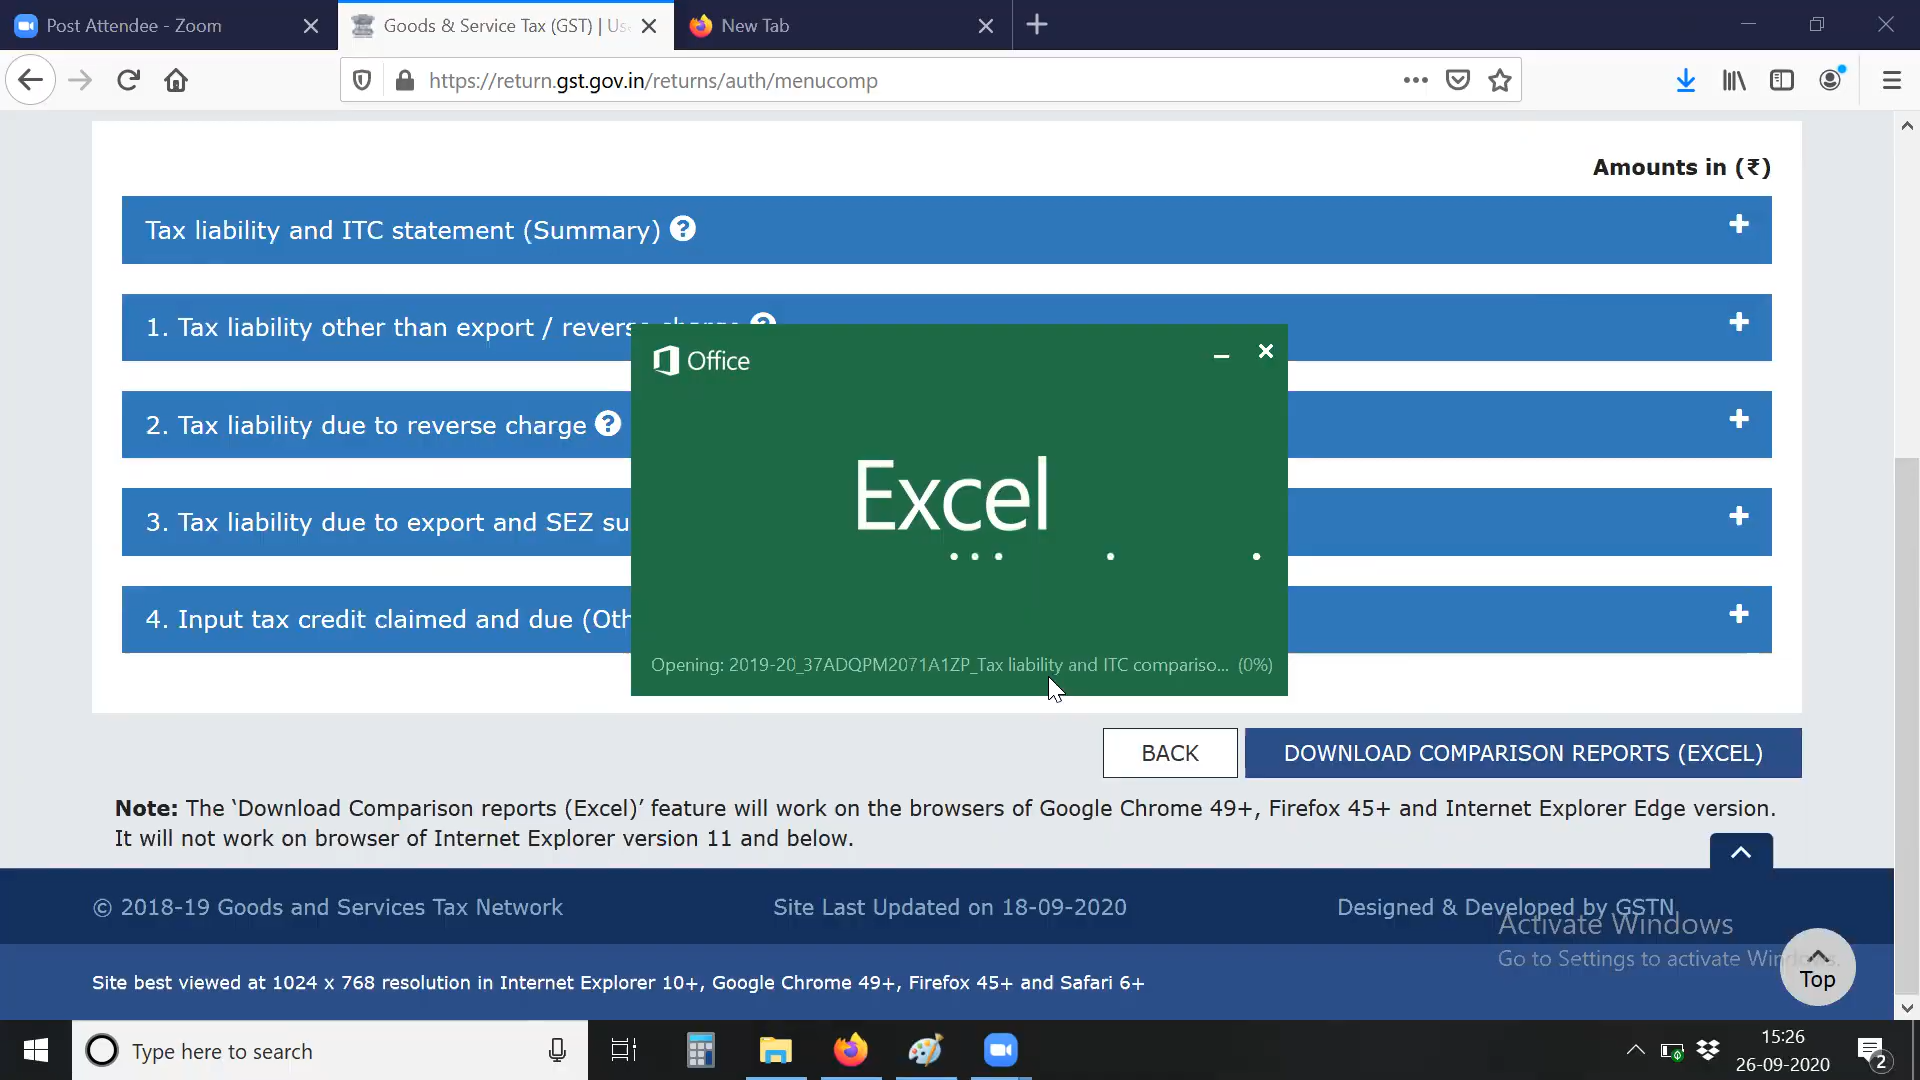 Post Attendee - Zoom
Goods & Service Tax (GST) | Us
New Tab
https://return.gst.gov.in/returns/auth/menucomp
Amounts in (₹)
Tax liability and ITC statement (Summary) ?
1. Tax liability other than export / reverse charge ?
2. Tax liability due to reverse charge ?
3. Tax liability due to export and SEZ su
4. Input tax credit claimed and due (Oth
Office
Excel
Opening: 2019-20_37ADQPM2071A1ZP_Tax liability and ITC compariso... (0%)
BACK
DOWNLOAD COMPARISON REPORTS (EXCEL)
Note: The ‘Download Comparison reports (Excel)’ feature will work on the browsers of Google Chrome 49+, Firefox 45+ and Internet Explorer Edge version.
It will not work on browser of Internet Explorer version 11 and below.
© 2018-19 Goods and Services Tax Network
Site Last Updated on 18-09-2020
Designed & Developed by GSTN
Activate Windows
Go to Settings to activate Windows.
Site best viewed at 1024 x 768 resolution in Internet Explorer 10+, Google Chrome 49+, Firefox 45+ and Safari 6+
Top
Type here to search
15:26
26-09-2020
2